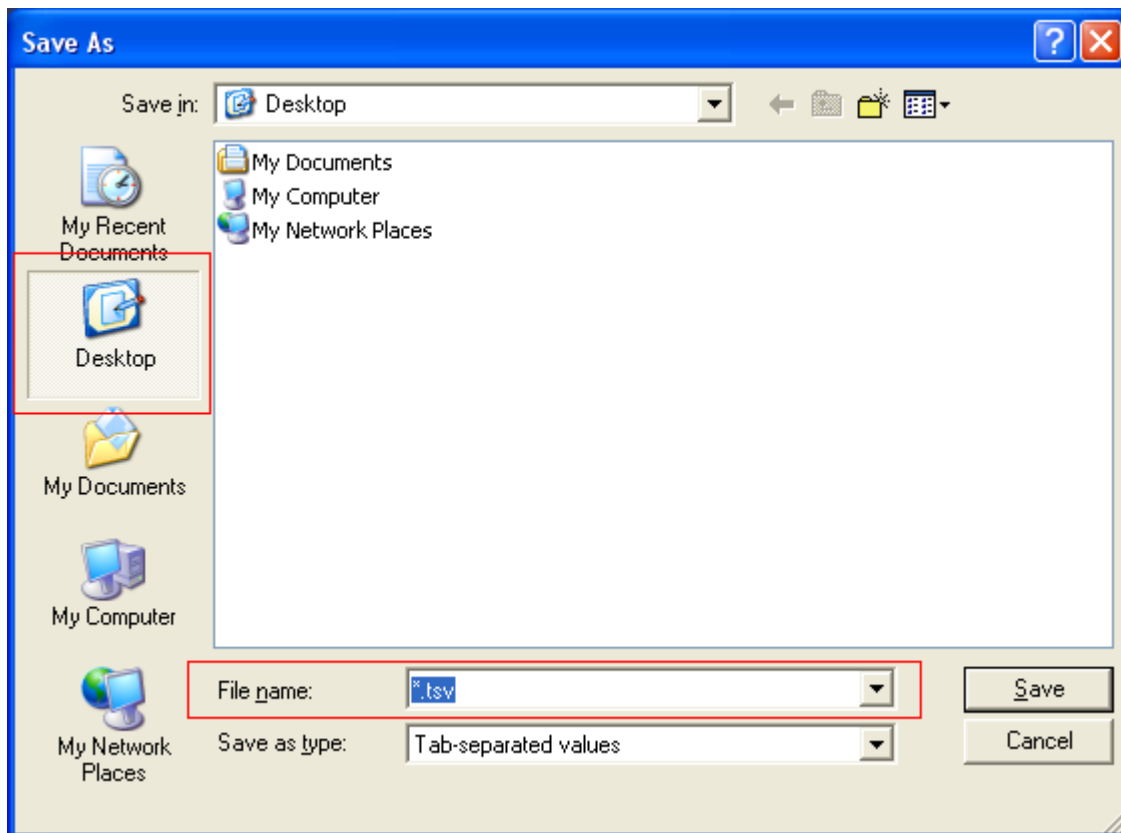 Save As
Save in:
Desktop
My Documents
My Computer
My Network Places
My Recent
Documents
Desktop
My Documents
My Computer
My Network
Places
File name:
*.tsv
Save
Save as type:
Tab-separated values
Cancel